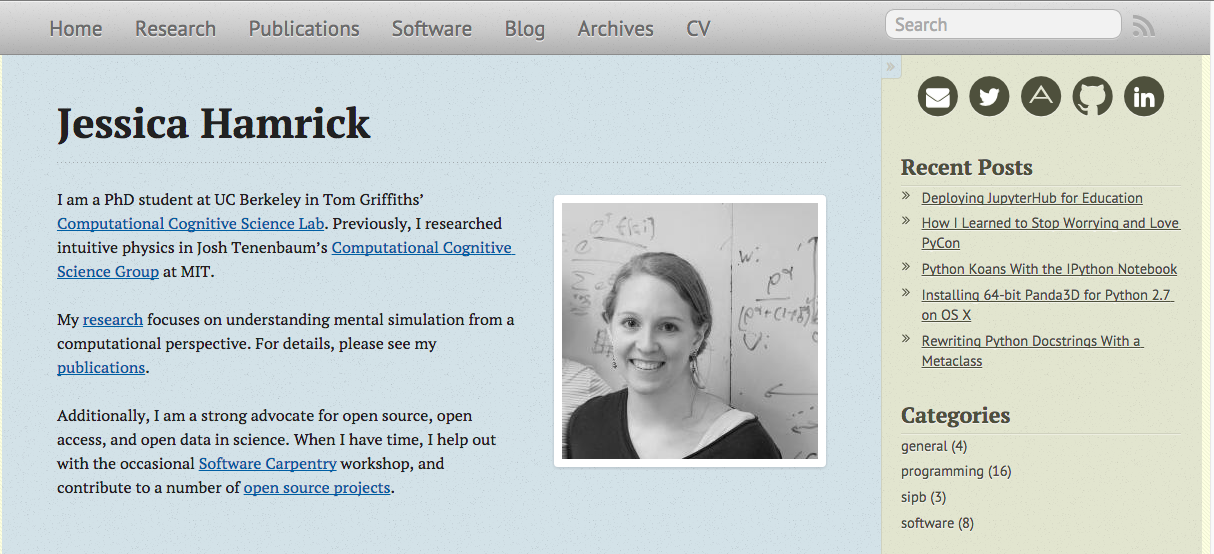 Home Research Publications Software Blog Archives CV Search
»
Jessica Hamrick
I am a PhD student at UC Berkeley in Tom Griffiths’
Computational Cognitive Science Lab. Previously, I researched
intuitive physics in Josh Tenenbaum’s Computational Cognitive
Science Group at MIT.
My research focuses on understanding mental simulation from a
computational perspective. For details, please see my
publications.
Additionally, I am a strong advocate for open source, open
access, and open data in science. When I have time, I help out
with the occasional Software Carpentry workshop, and
contribute to a number of open source projects.
w:
Recent Posts
» Deploying JupyterHub for Education
» How I Learned to Stop Worrying and Love
PyCon
» Python Koans With the IPython Notebook
» Installing 64-bit Panda3D for Python 2.7
on OS X
» Rewriting Python Docstrings With a
Metaclass
Categories
general (4)
programming (16)
sipb (3)
software (8)